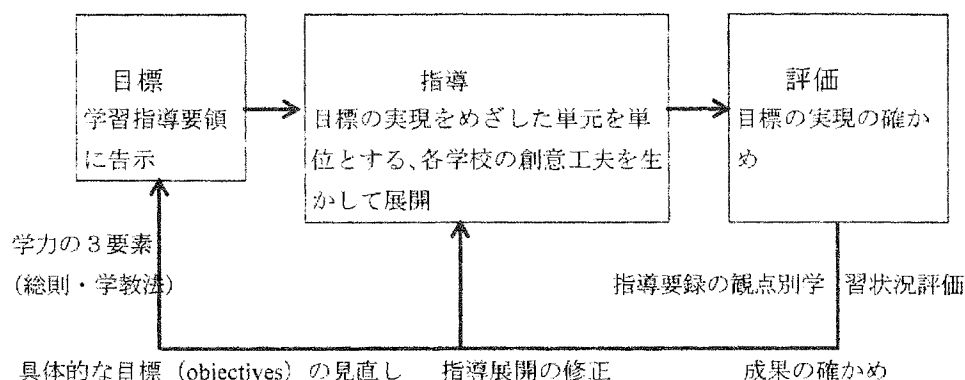 目標
学習指導要領
に告示
指導
目標の実現をめざした単元を単
位とする、各学校の創意工夫を生
かして展開
評価
目標の実現の確か
め
学力の3要素
(総則・学教法)
指導要録の観点別学習状況評価
具体的な目標(objectives)の見直し
指導展開の修正
成果の確かめ